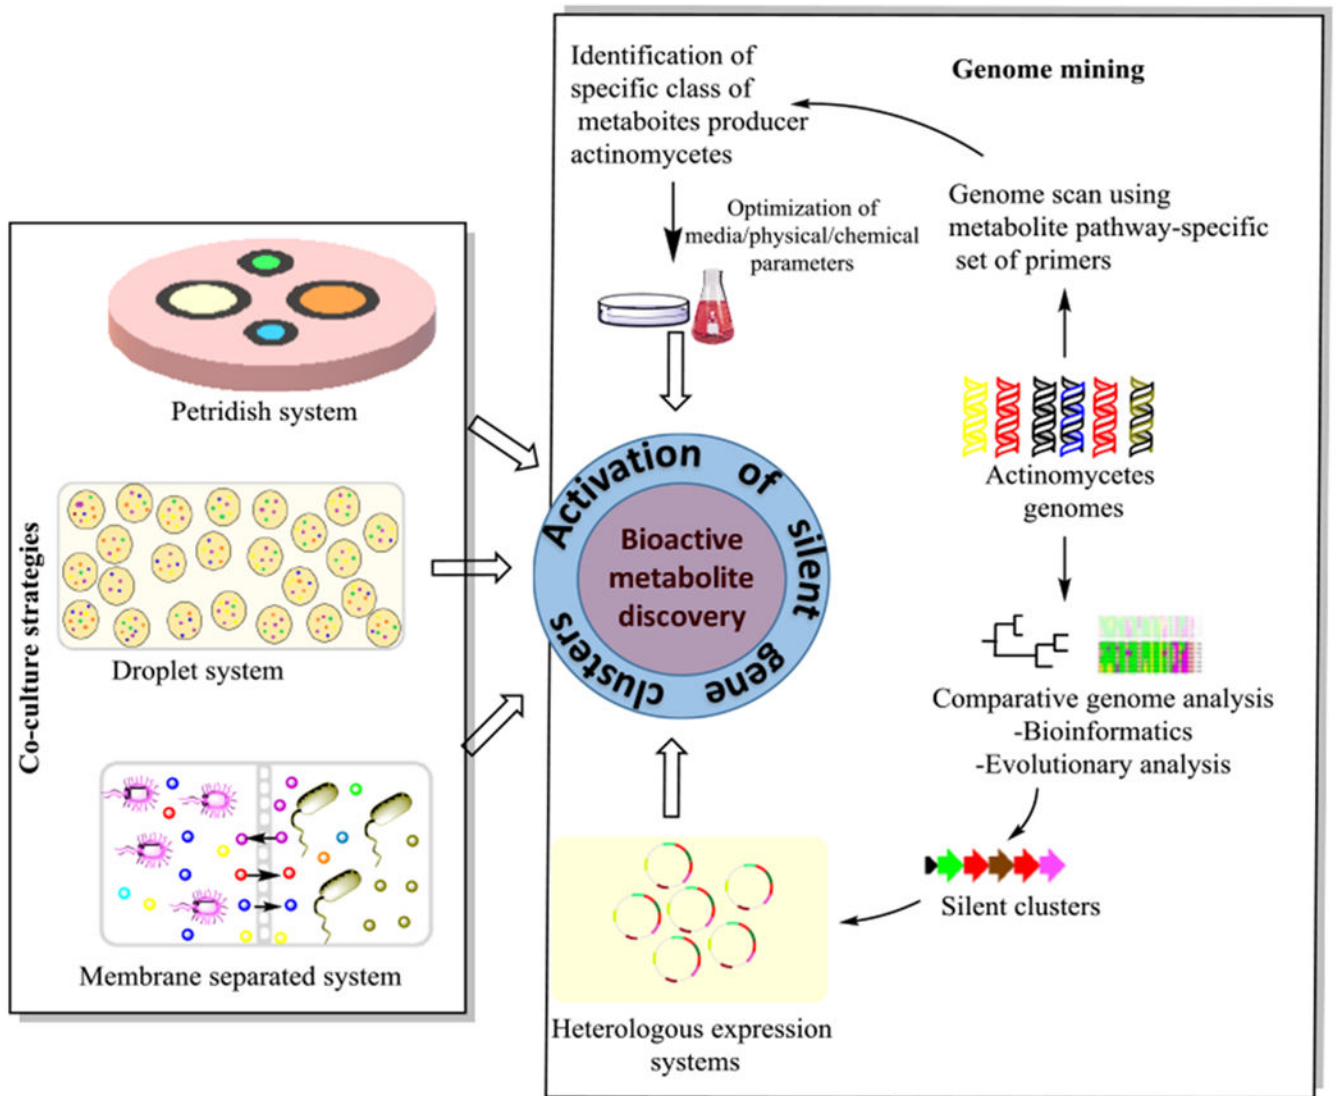 Co-culture strategies
Petridish system
Droplet system
Membrane separated system
Genome mining
Identification of
specific class of
metaboites producer
actinomycetes
Optimization of
media/physical/chemical
parameters
Genome scan using
metabolite pathway-specific
set of primers
Actinomycetes
genomes
Comparative genome analysis
-Bioinformatics
-Evolutionary analysis
Silent clusters
Heterologous expression
systems
Activation of silent gene clusters
Bioactive
metabolite
discovery